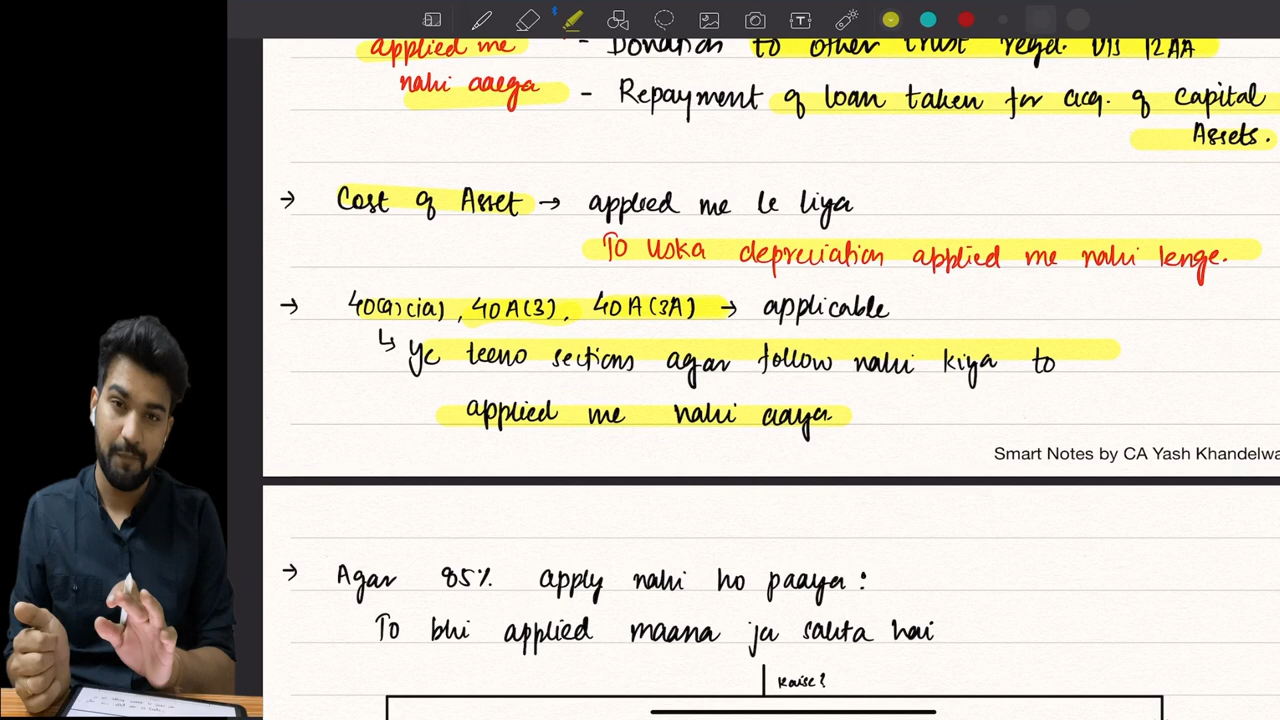 applied me - Donation to other trust regd. U/s 12AA
nahi aaega - Repayment of loan taken for acq. of Capital
Assets.
→ Cost of Asset → applied me le liya
To uska depreciation applied me nahi lenge.
→ 40(a)(ia), 40A(3), 40A(3A) → applicable
↳ ye teeno sections agar follow nahi kiya to
applied me nahi aaya
Smart Notes by CA Yash Khandelwa
→ Agar 85% apply nahi ho paaya :
To bhi applied maana ja sakta hai
Kaise?